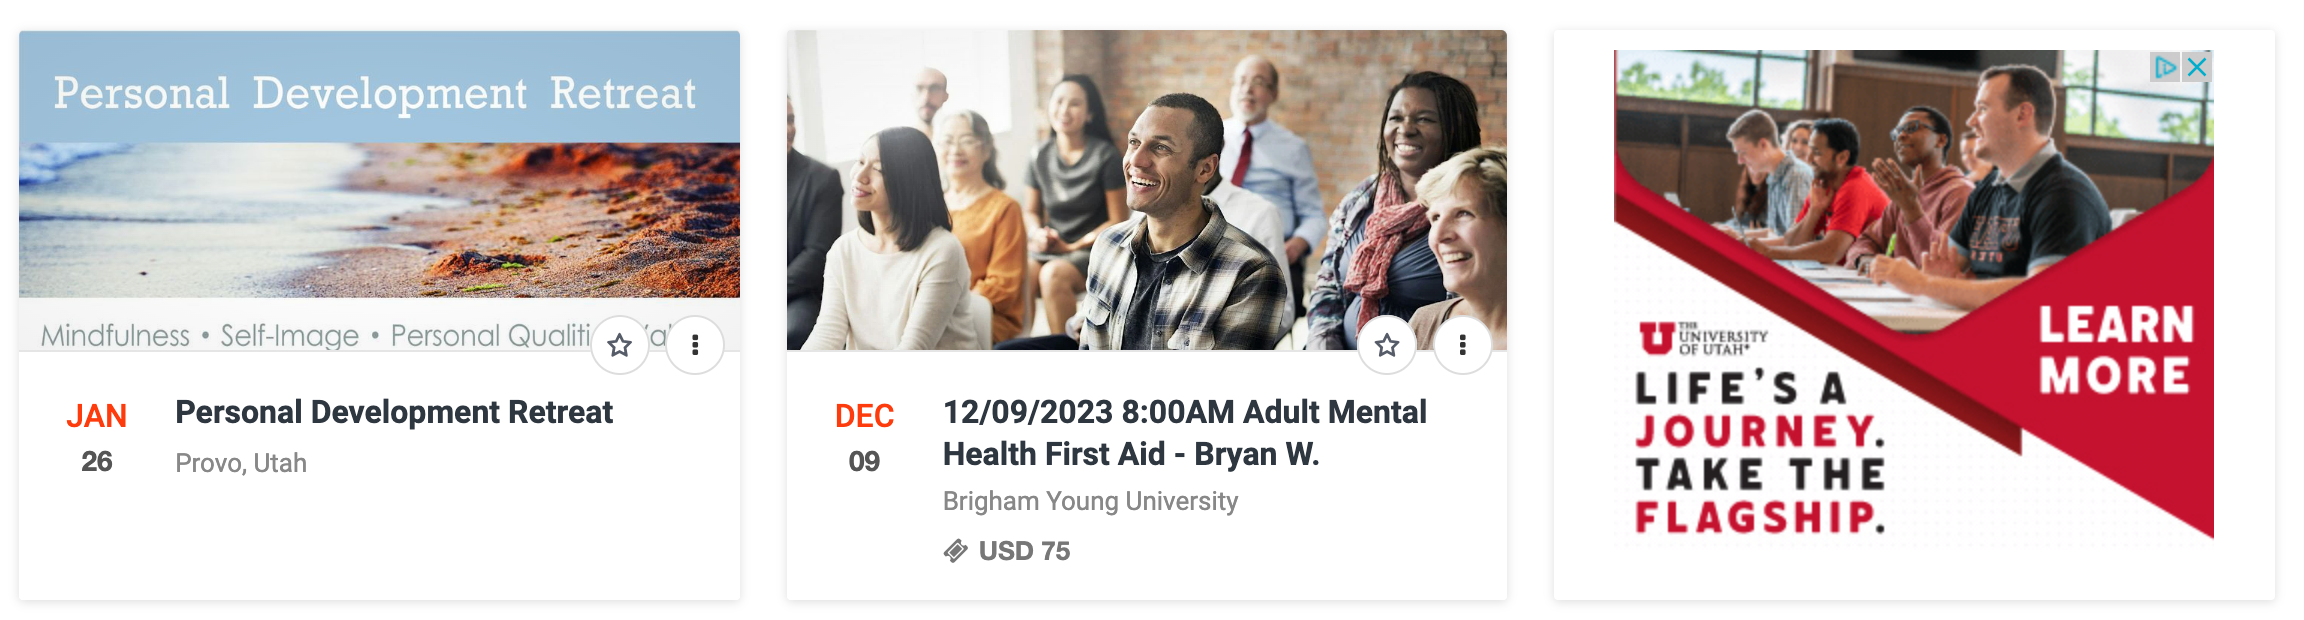 Personal Development Retreat
Mindfulness • Self-Image • Personal Qualiti
JAN
26
Personal Development Retreat
Provo, Utah
DEC
09
12/09/2023 8:00AM Adult Mental
Health First Aid - Bryan W.
Brigham Young University
USD 75
U THE
UNIVERSITY
OF UTAH®
LIFE'S A
JOURNEY.
TAKE THE
FLAGSHIP.
LEARN
MORE